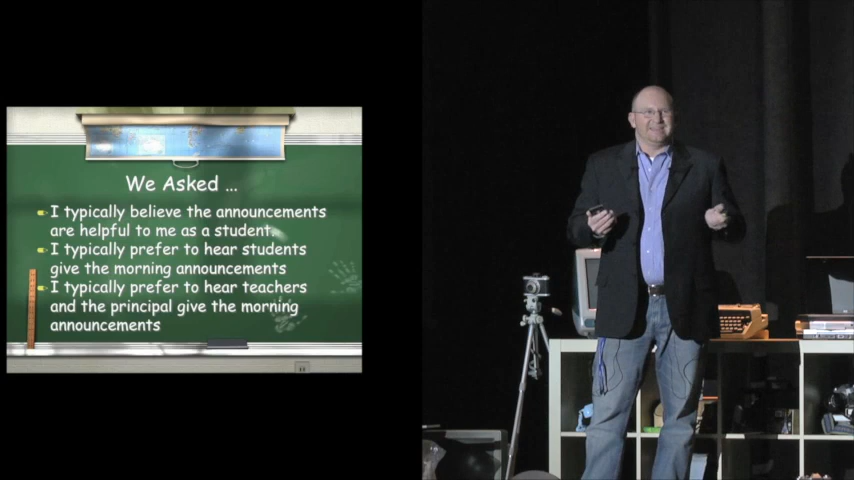 We Asked ...
I typically believe the announcements
are helpful to me as a student.
I typically prefer to hear students
give the morning announcements
I typically prefer to hear teachers
and the principal give the morning
announcements